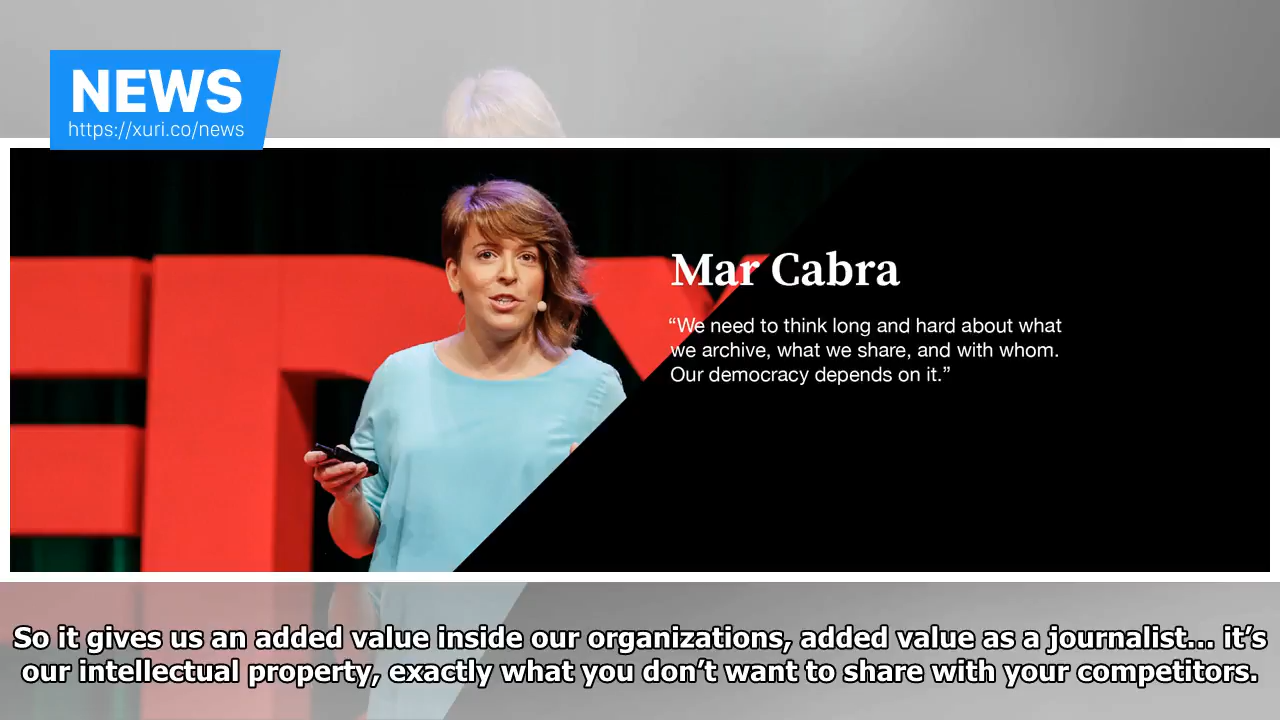 NEWS
https://xuri.co/news
Mar Cabra
“We need to think long and hard about what
we archive, what we share, and with whom.
Our democracy depends on it.”
So it gives us an added value inside our organizations, added value as a journalist... it’s
our intellectual property, exactly what you don’t want to share with your competitors.